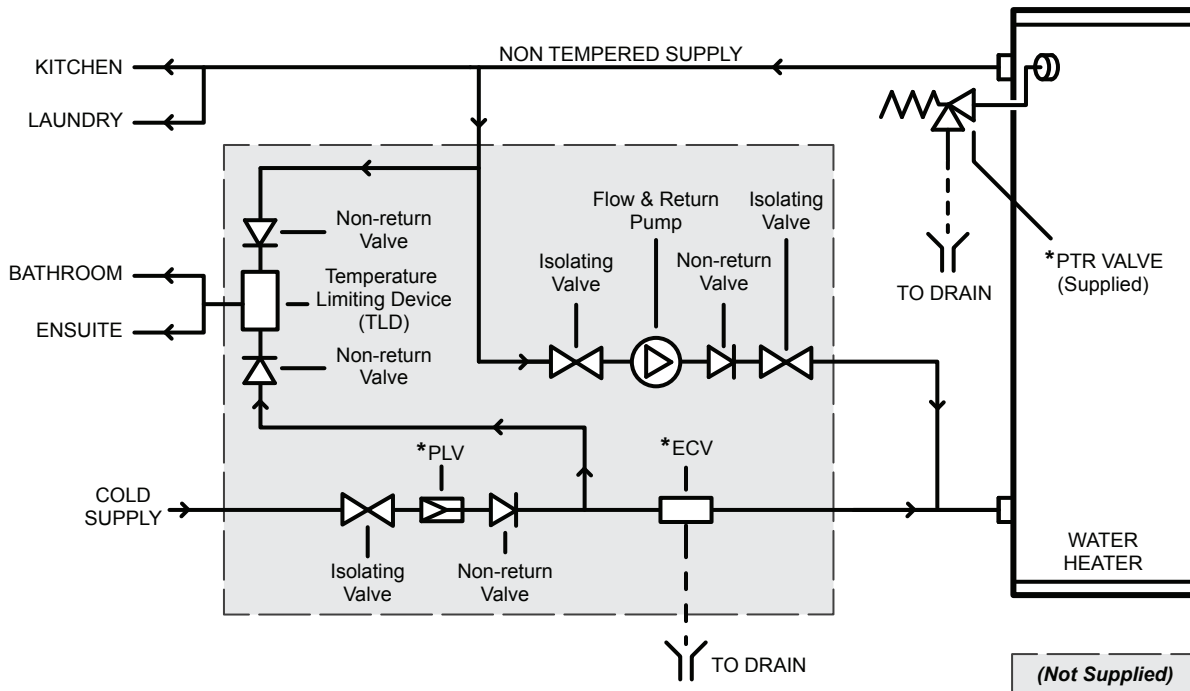 NON TEMPERED SUPPLY
KITCHEN
LAUNDRY
Non-return
Valve
Flow & Return
Pump
Isolating
Valve
Isolating
Valve
Non-return
Valve
BATHROOM
ENSUITE
Temperature
Limiting Device
(TLD)
Non-return
Valve
TO DRAIN
*PTR VALVE
(Supplied)
*PLV
*ECV
COLD
SUPPLY
Isolating
Valve
Non-return
Valve
WATER
HEATER
TO DRAIN
(Not Supplied)